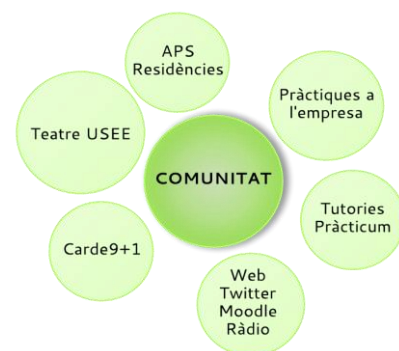 APS
Residències
Pràctiques a
l'empresa
Teatre USEE
COMUNITAT
Tutories
Pràcticum
Carde9+1
Web
Twitter
Moodle
Ràdio